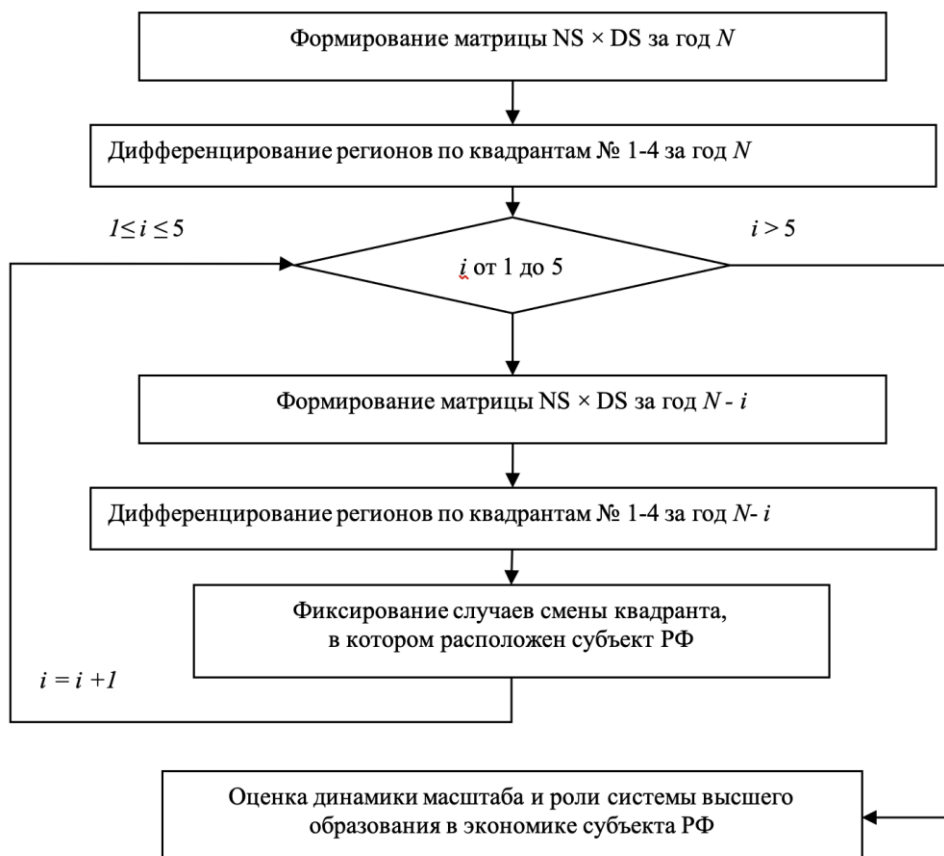 Формирование матрицы NS × DS за год N
Дифференцирование регионов по квадрантам № 1-4 за год N
1≤ i ≤ 5
i > 5
i от 1 до 5
Формирование матрицы NS × DS за год N - i
Дифференцирование регионов по квадрантам № 1-4 за год N- i
Фиксирование случаев смены квадранта,
в котором расположен субъект РФ
i = i +1
Оценка динамики масштаба и роли системы высшего
образования в экономике субъекта РФ